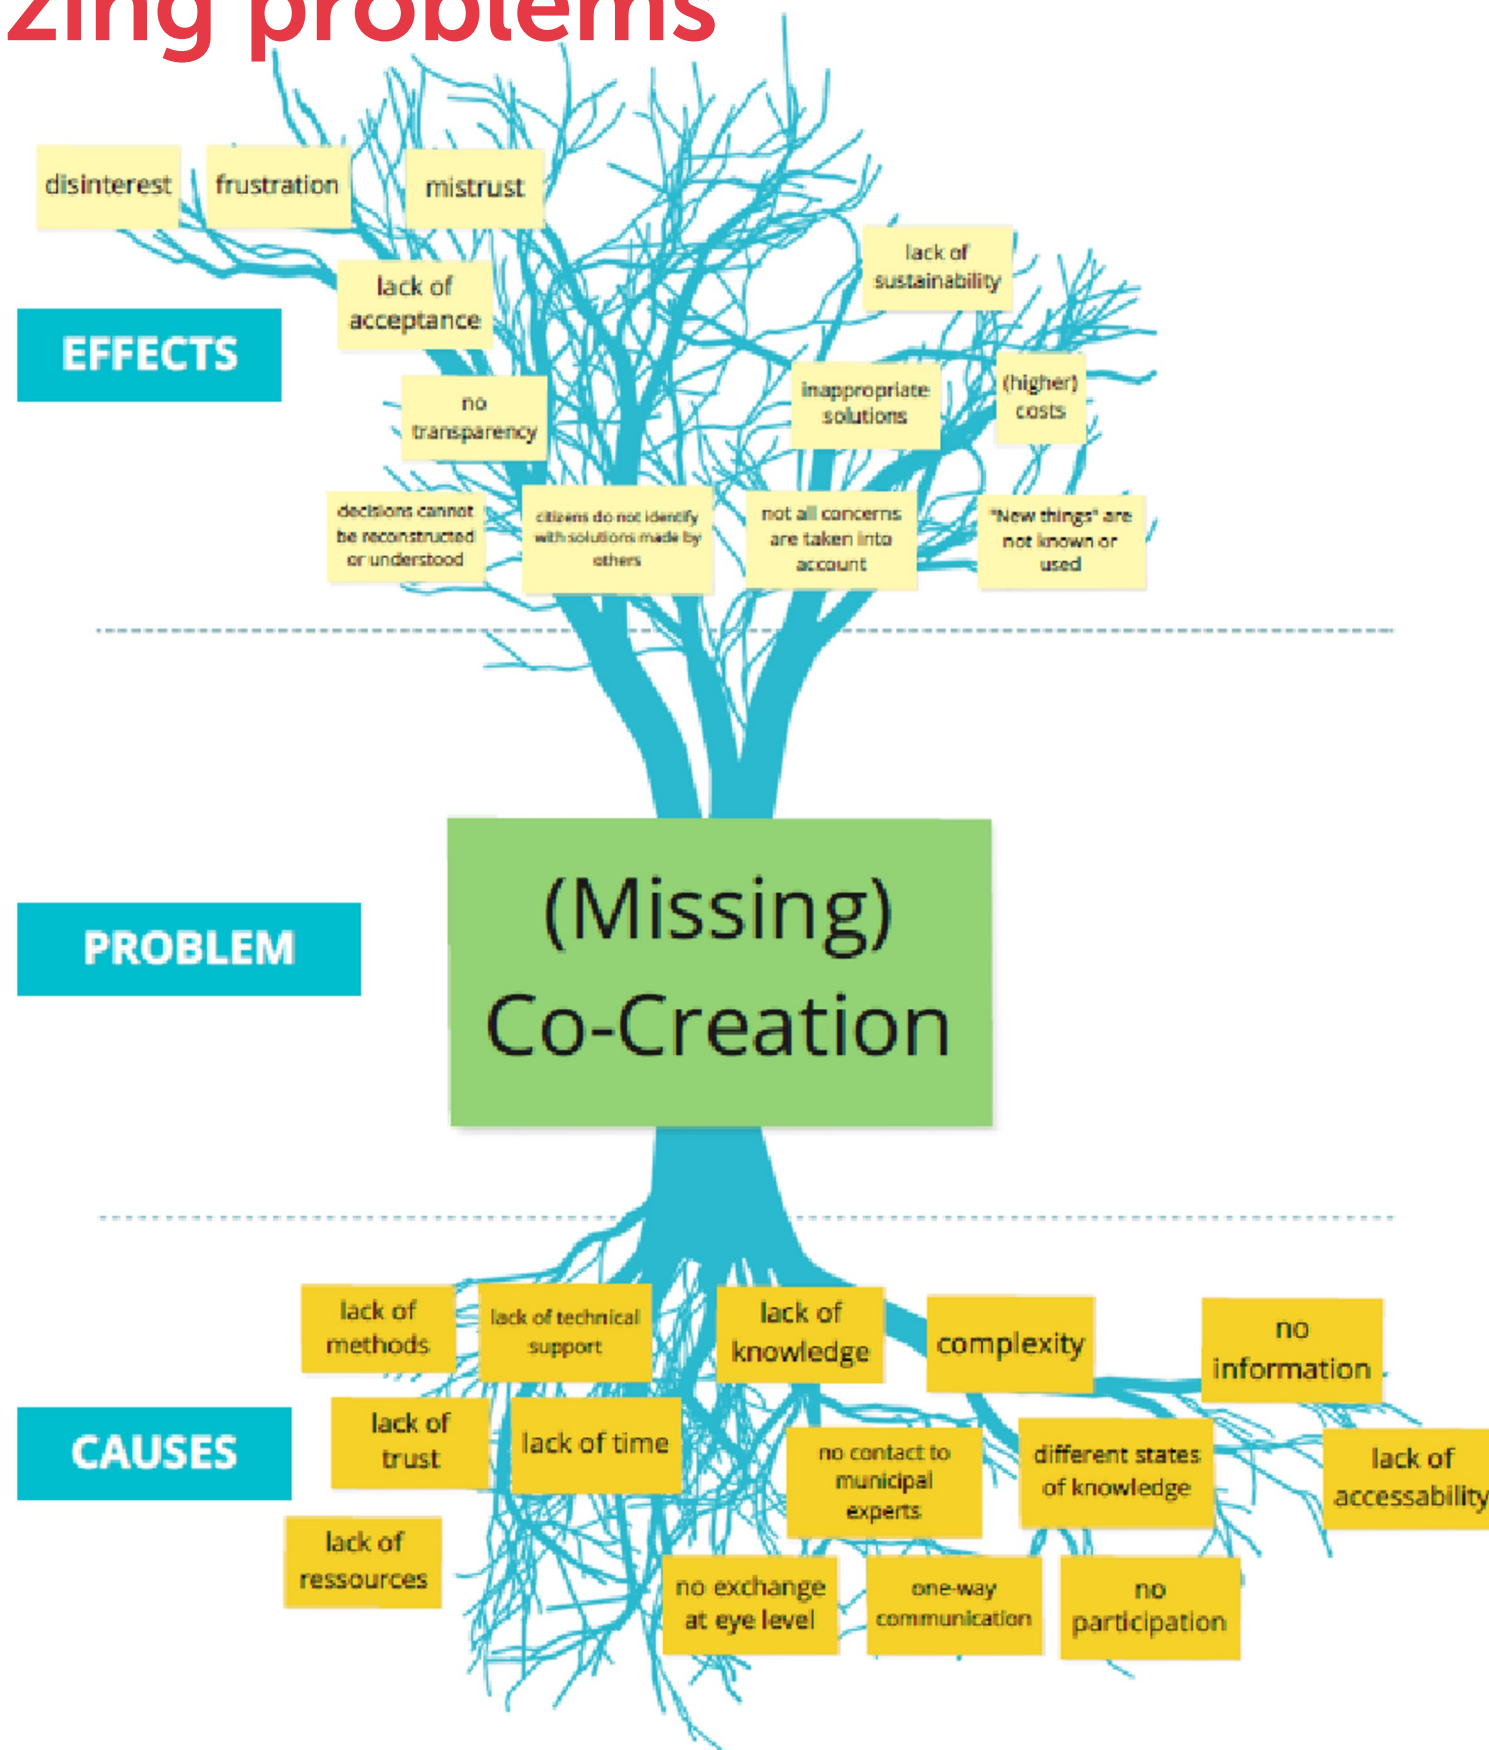 zing problems
disinterest
frustration
mistrust
lack of
sustainability
lack of
acceptance
EFFECTS
inappropriate
solutions
(higher)
costs
no
transparency
decisions cannot
be reconstructed
or understood
citizens do not identify
with solutions made by
others
not all concerns
are taken into
account
"New things" are
not known or
used
(Missing)
Co-Creation
PROBLEM
lack of
methods
lack of technical
support
lack of
knowledge
complexity
no
information
CAUSES
lack of
trust
lack of time
no contact to
municipal
experts
different states
of knowledge
lack of
accessability
lack of
ressources
no exchange
at eye level
one-way
communication
no
participation